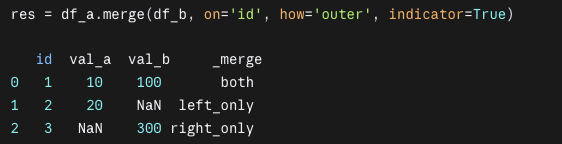 res = df_a.merge(df_b, on='id', how='outer', indicator=True)
id val_a val_b _merge
0 1 10 100 both
1 2 20 NaN left_only
2 3 NaN 300 right_only